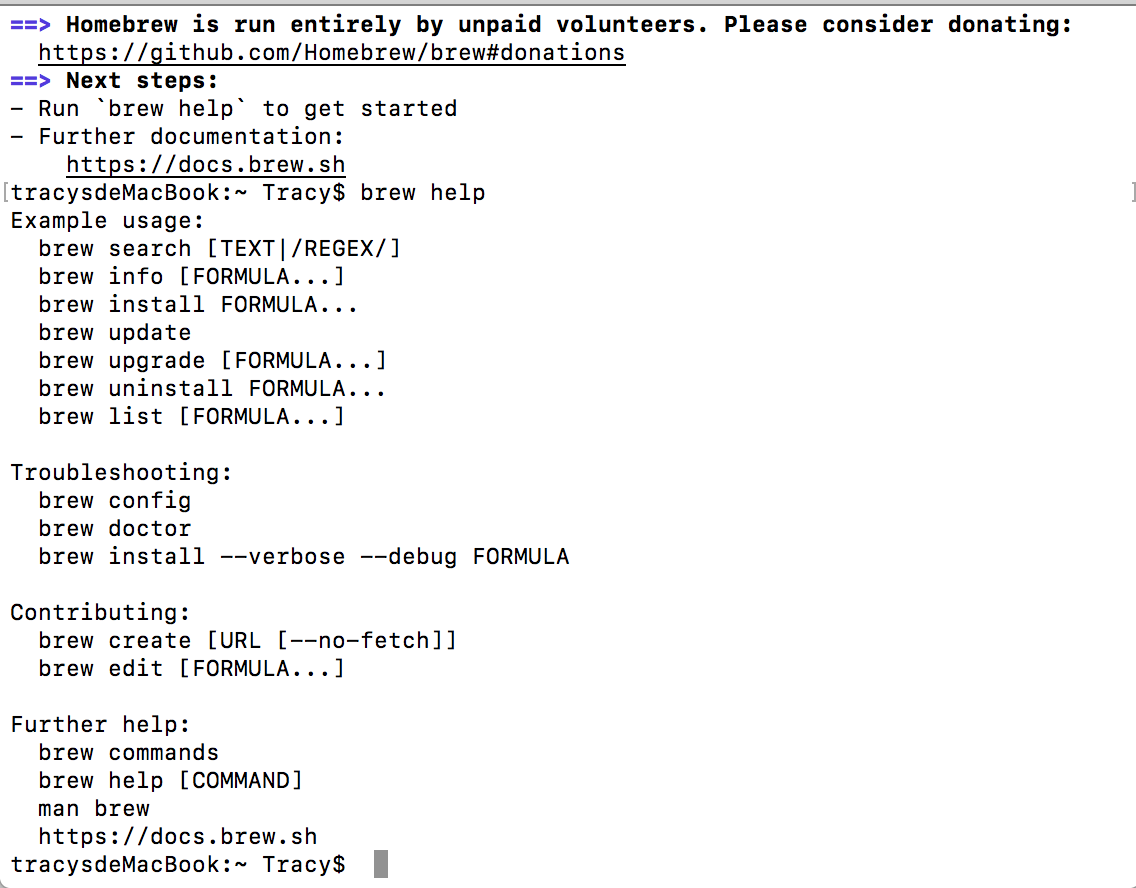 ==> Homebrew is run entirely by unpaid volunteers. Please consider donating:
  https://github.com/Homebrew/brew#donations
==> Next steps:
- Run `brew help` to get started
- Further documentation:
    https://docs.brew.sh
[tracysdeMacBook:~ Tracy$ brew help ]
Example usage:
  brew search [TEXT|/REGEX/]
  brew info [FORMULA...]
  brew install FORMULA...
  brew update
  brew upgrade [FORMULA...]
  brew uninstall FORMULA...
  brew list [FORMULA...]

Troubleshooting:
  brew config
  brew doctor
  brew install --verbose --debug FORMULA

Contributing:
  brew create [URL [--no-fetch]]
  brew edit [FORMULA...]

Further help:
  brew commands
  brew help [COMMAND]
  man brew
  https://docs.brew.sh
tracysdeMacBook:~ Tracy$